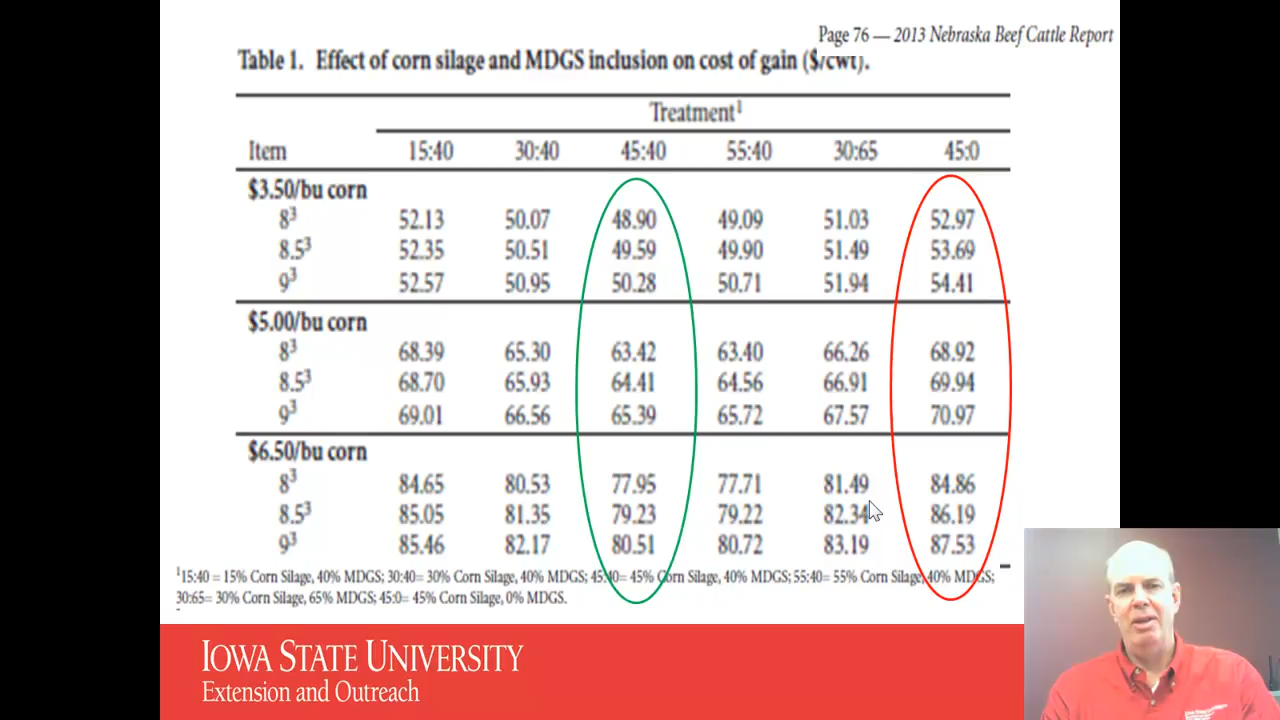 Page 76 — 2013 Nebraska Beef Cattle Report
Table 1. Effect of corn silage and MDGS inclusion on cost of gain ($/cwt).
Treatment¹
Item 15:40 30:40 45:40 55:40 30:65 45:0
$3.50/bu corn
8³ 52.13 50.07 48.90 49.09 51.03 52.97
8.5³ 52.35 50.51 49.59 49.90 51.49 53.69
9³ 52.57 50.95 50.28 50.71 51.94 54.41
$5.00/bu corn
8³ 68.39 65.30 63.42 63.40 66.26 68.92
8.5³ 68.70 65.93 64.41 64.56 66.91 69.94
9³ 69.01 66.56 65.39 65.72 67.57 70.97
$6.50/bu corn
8³ 84.65 80.53 77.95 77.71 81.49 84.86
8.5³ 85.05 81.35 79.23 79.22 82.34 86.19
9³ 85.46 82.17 80.51 80.72 83.19 87.53
¹15:40 = 15% Corn Silage, 40% MDGS; 30:40= 30% Corn Silage, 40% MDGS; 45:40= 45% Corn Silage, 40% MDGS; 55:40= 55% Corn Silage, 40% MDGS;
30:65= 30% Corn Silage, 65% MDGS; 45:0= 45% Corn Silage, 0% MDGS.
IOWA STATE UNIVERSITY
Extension and Outreach